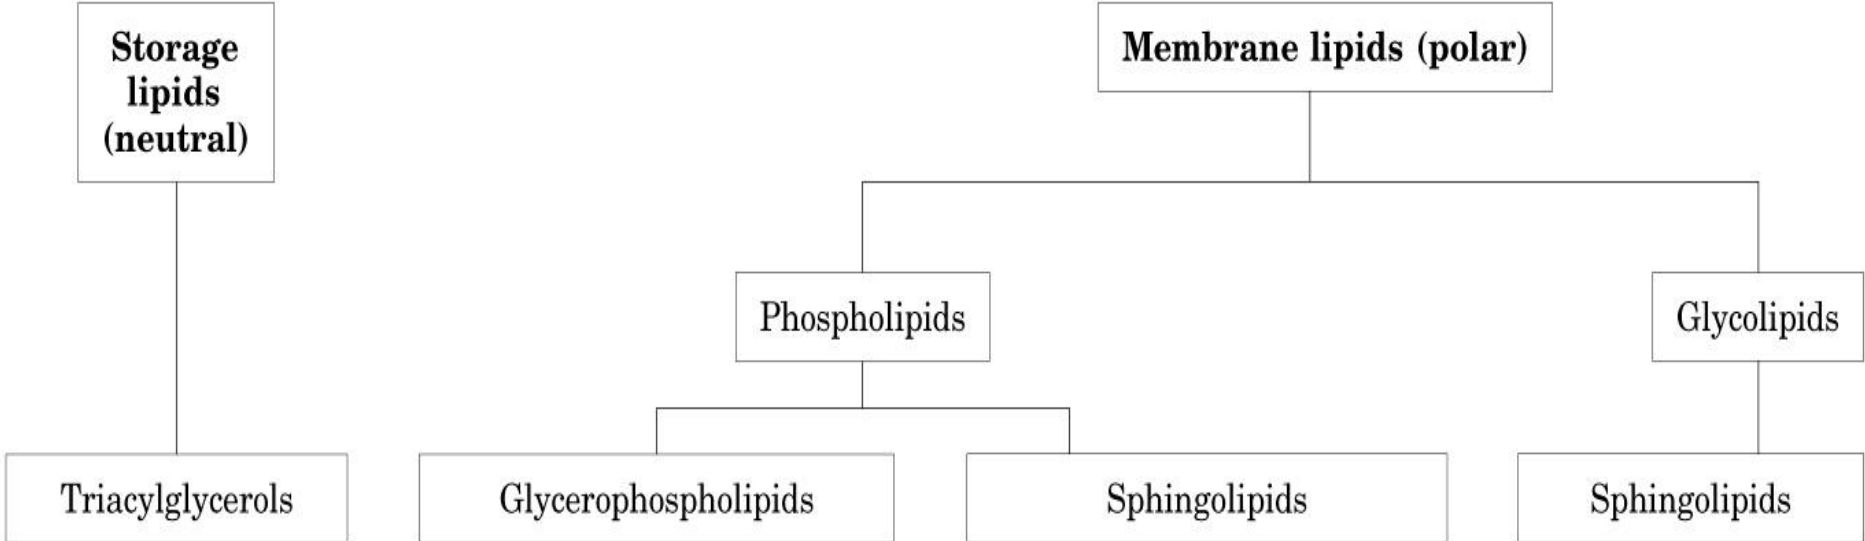 Storage
lipids
(neutral)
Membrane lipids (polar)
Phospholipids
Glycolipids
Triacylglycerols
Glycerophospholipids
Sphingolipids
Sphingolipids